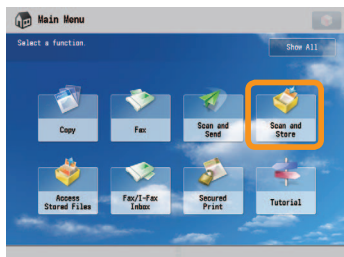 Main Menu
Select a function.
Show All
Copy
Fax
Scan and
Send
Scan and
Store
Access
Stored Files
Fax/I-Fax
Inbox
Secured
Print
Tutorial